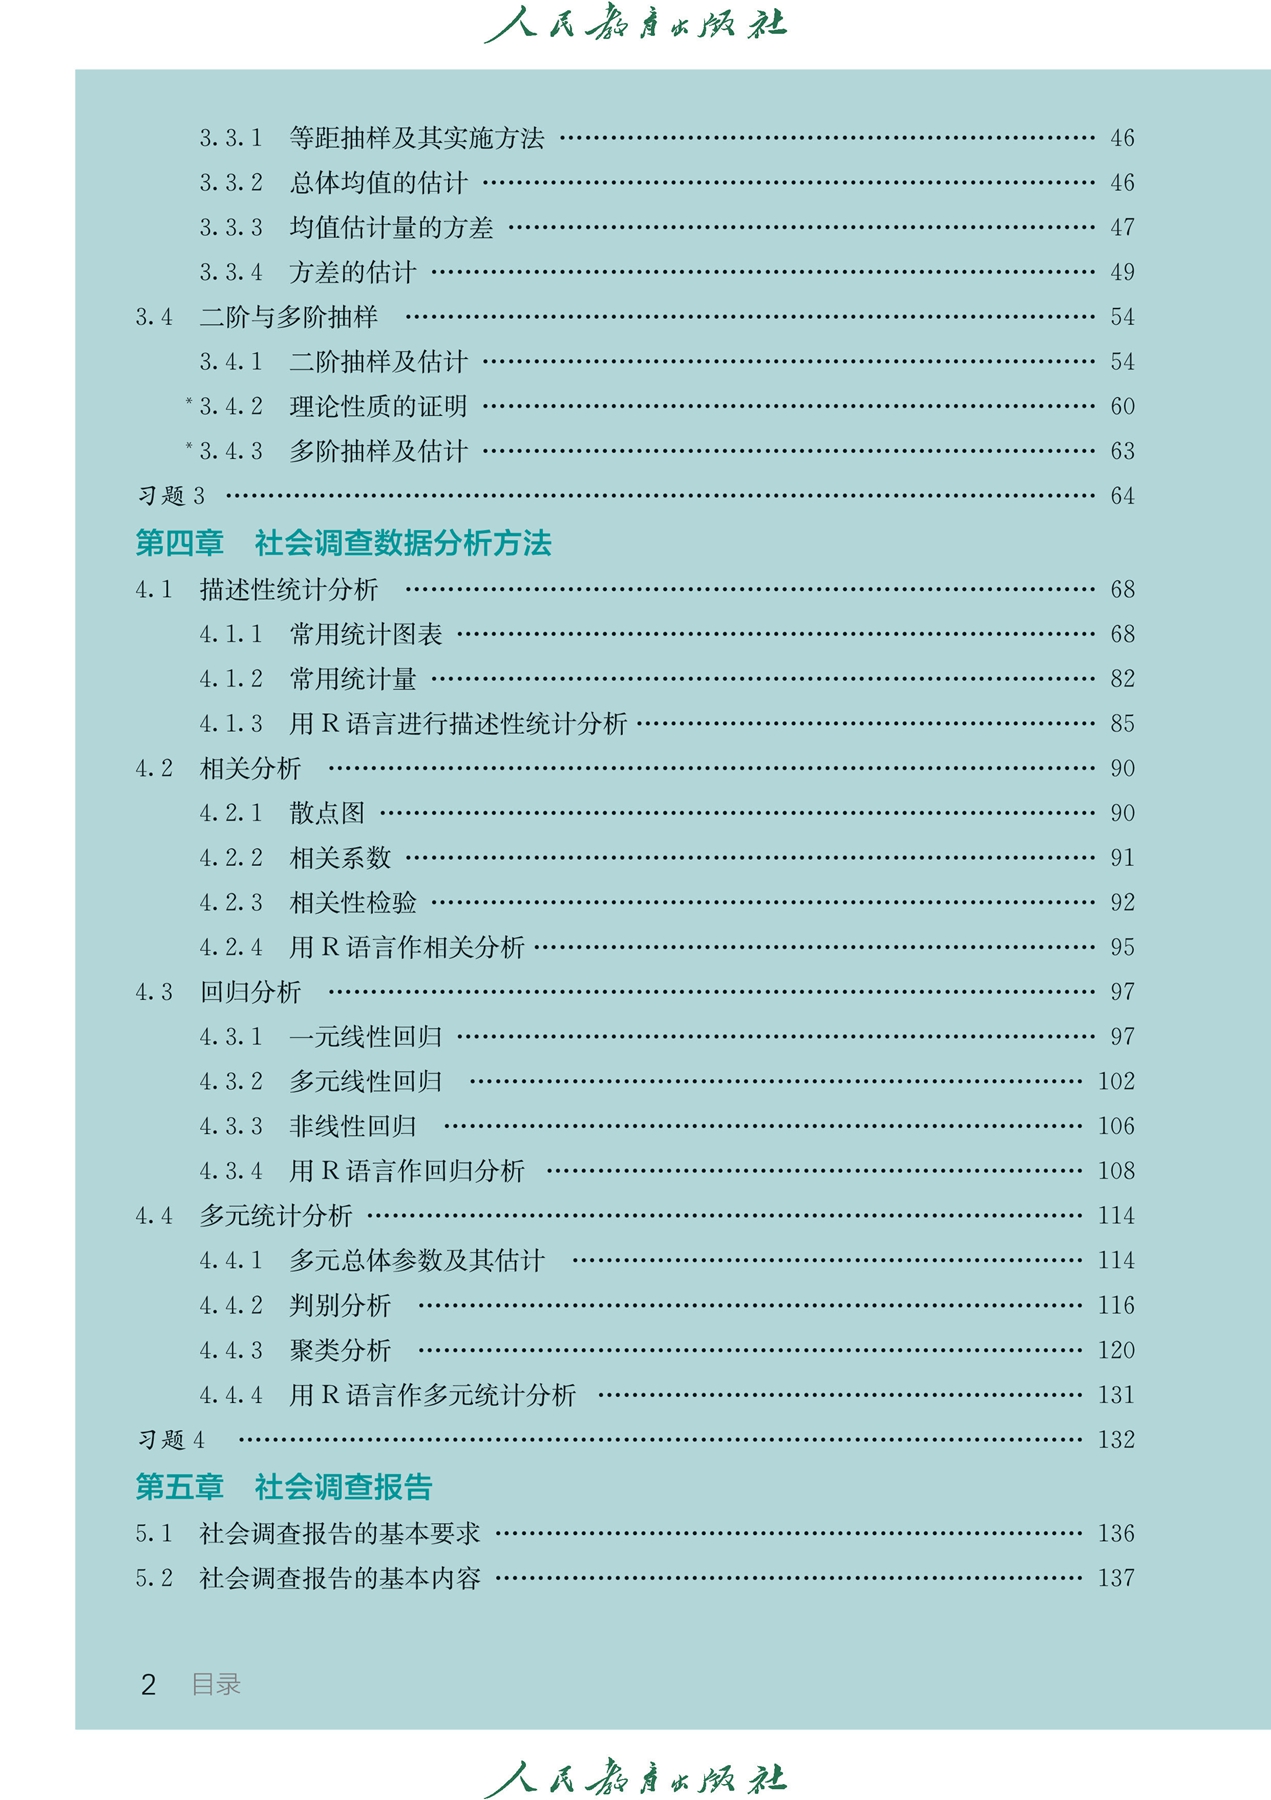 人民教育出版社
3.3.1 等距抽样及其实施方法 …………………… 46
3.3.2 总体均值的估计 …………………… 46
3.3.3 均值估计量的方差 …………………… 47
3.3.4 方差的估计 …………………… 49
3.4 二阶与多阶抽样 …………………… 54
3.4.1 二阶抽样及估计 …………………… 54
*3.4.2 理论性质的证明 …………………… 60
*3.4.3 多阶抽样及估计 …………………… 63
习题 3 …………………… 64
第四章 社会调查数据分析方法
4.1 描述性统计分析 …………………… 68
4.1.1 常用统计图表 …………………… 68
4.1.2 常用统计量 …………………… 82
4.1.3 用 R 语言进行描述性统计分析 …………………… 85
4.2 相关分析 …………………… 90
4.2.1 散点图 …………………… 90
4.2.2 相关系数 …………………… 91
4.2.3 相关性检验 …………………… 92
4.2.4 用 R 语言作相关分析 …………………… 95
4.3 回归分析 …………………… 97
4.3.1 一元线性回归 …………………… 97
4.3.2 多元线性回归 …………………… 102
4.3.3 非线性回归 …………………… 106
4.3.4 用 R 语言作回归分析 …………………… 108
4.4 多元统计分析 …………………… 114
4.4.1 多元总体参数及其估计 …………………… 114
4.4.2 判别分析 …………………… 116
4.4.3 聚类分析 …………………… 120
4.4.4 用 R 语言作多元统计分析 …………………… 131
习题 4 …………………… 132
第五章 社会调查报告
5.1 社会调查报告的基本要求 …………………… 136
5.2 社会调查报告的基本内容 …………………… 137
2 目录
人民教育出版社